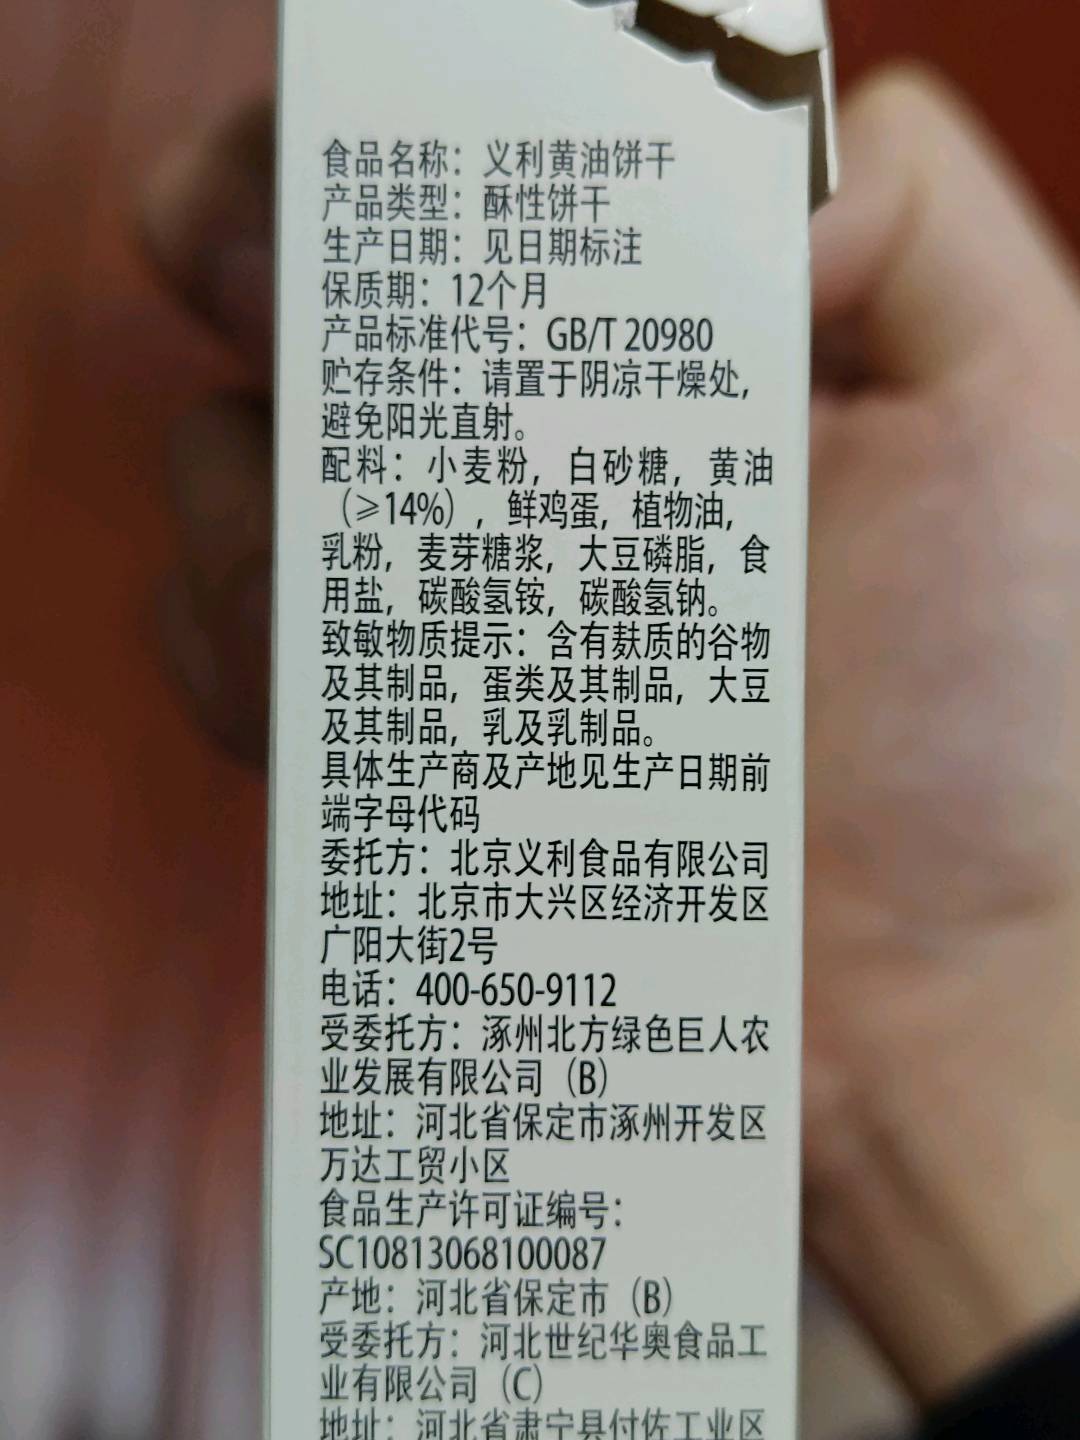 食品名称：义利黄油饼干
产品类型：酥性饼干
生产日期：见日期标注
保质期：12个月
产品标准代号：GB/T 20980
贮存条件：请置于阴凉干燥处，
避免阳光直射。
配料：小麦粉，白砂糖，黄油
（≥14%），鲜鸡蛋，植物油，
乳粉，麦芽糖浆，大豆磷脂，食
用盐，碳酸氢铵，碳酸氢钠。
致敏物质提示：含有麸质的谷物
及其制品，蛋类及其制品，大豆
及其制品，乳及乳制品。
具体生产商及产地见生产日期前
端字母代码
委托方：北京义利食品有限公司
地址：北京市大兴区经济开发区
广阳大街2号
电话：400-650-9112
受委托方：涿州北方绿色巨人农
业发展有限公司（B）
地址：河北省保定市涿州开发区
万达工贸小区
食品生产许可证编号：
SC10813068100087
产地：河北省保定市（B）
受委托方：河北世纪华奥食品工
业有限公司（C）
地址：河北省肃宁县付佐工业区